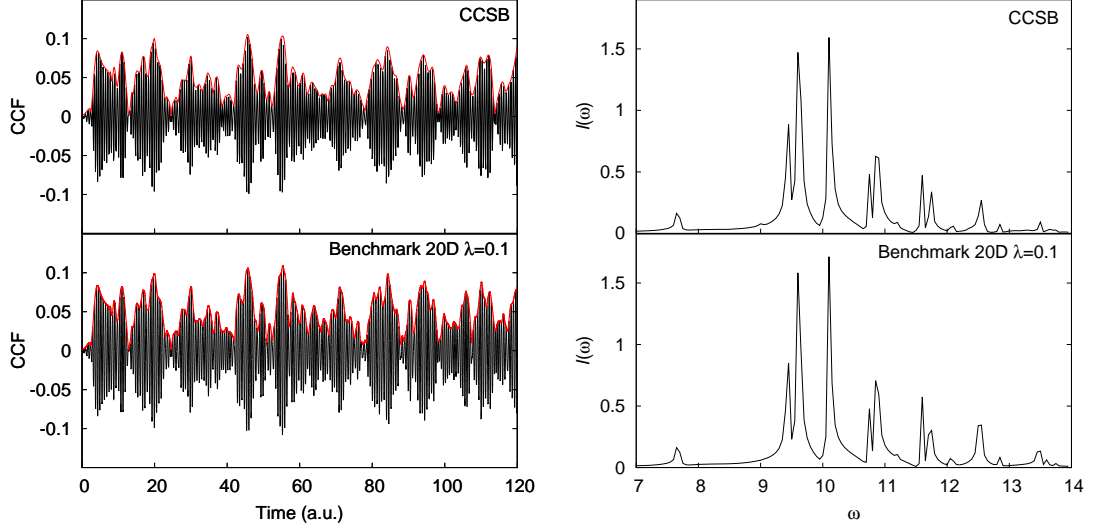 CCSB
0.1
0.05
0
-0.05
-0.1
CCF
Benchmark 20D λ=0.1
0.1
0.05
0
-0.05
-0.1
CCF
0 20 40 60 80 100 120
Time (a.u.)
CCSB
1.5
1
0.5
0
I(ω)
Benchmark 20D λ=0.1
1.5
1
0.5
0
I(ω)
7 8 9 10 11 12 13 14
ω